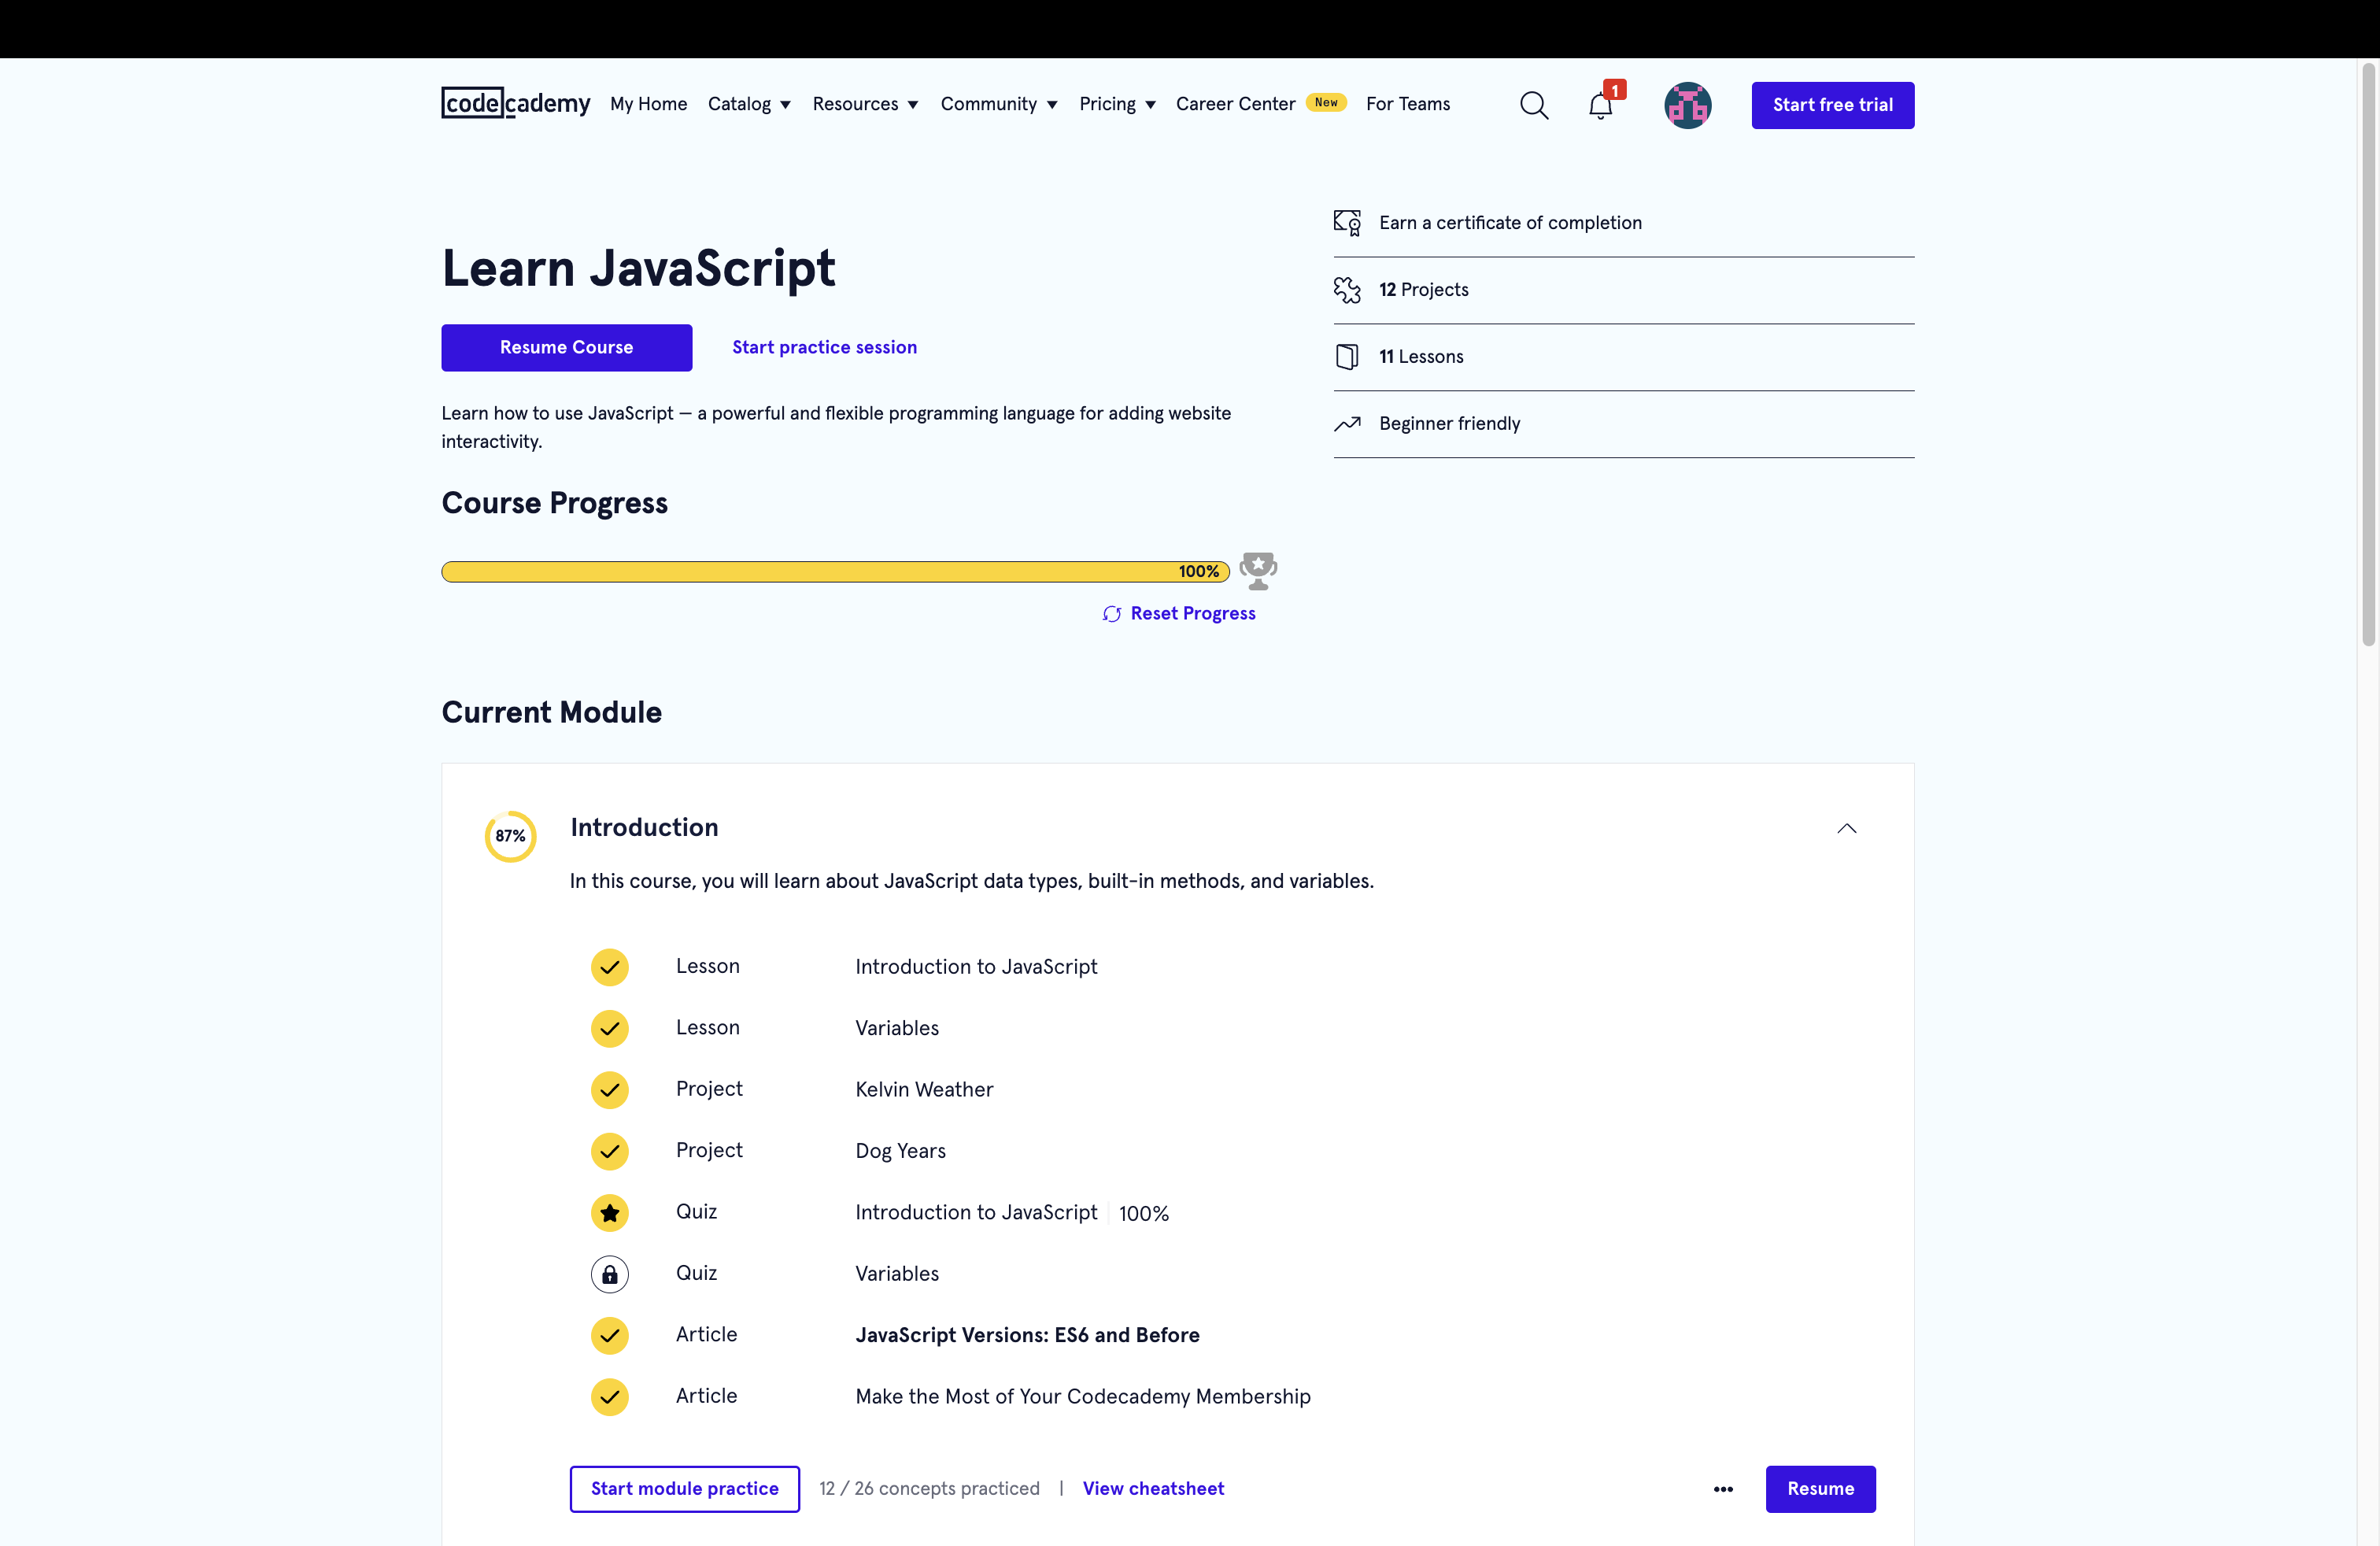 codecademy My Home Catalog Resources Community Pricing Career Center New For Teams 1 Start free trial
Learn JavaScript
Resume Course Start practice session
Learn how to use JavaScript — a powerful and flexible programming language for adding website
interactivity.
Earn a certificate of completion
12 Projects
11 Lessons
Beginner friendly
Course Progress
100%
Reset Progress
Current Module
87% Introduction
In this course, you will learn about JavaScript data types, built-in methods, and variables.
Lesson Introduction to JavaScript
Lesson Variables
Project Kelvin Weather
Project Dog Years
Quiz Introduction to JavaScript 100%
Quiz Variables
Article JavaScript Versions: ES6 and Before
Article Make the Most of Your Codecademy Membership
Start module practice 12 / 26 concepts practiced | View cheatsheet ••• Resume